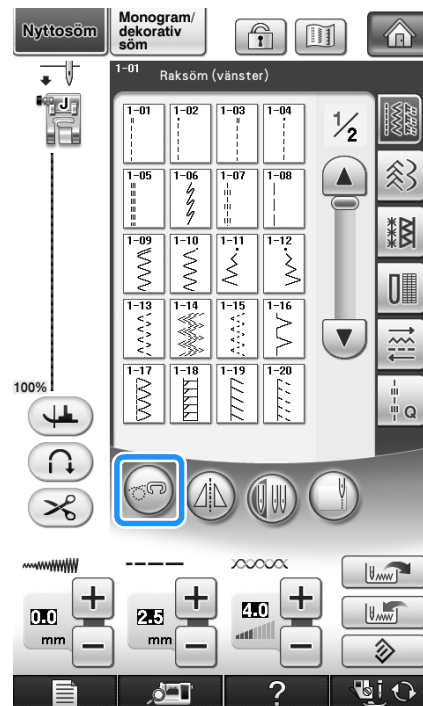 Nyttosöm
Monogram/
dekorativ
söm
1-01
Raksöm (vänster)
J
1-01 1-02 1-03 1-04
1/2
1-05 1-06 1-07 1-08
1-09 1-10 1-11 1-12
1-13 1-14 1-15 1-16
1-17 1-18 1-19 1-20
100%
Q
0.0 2.5 4.0
mm mm
?